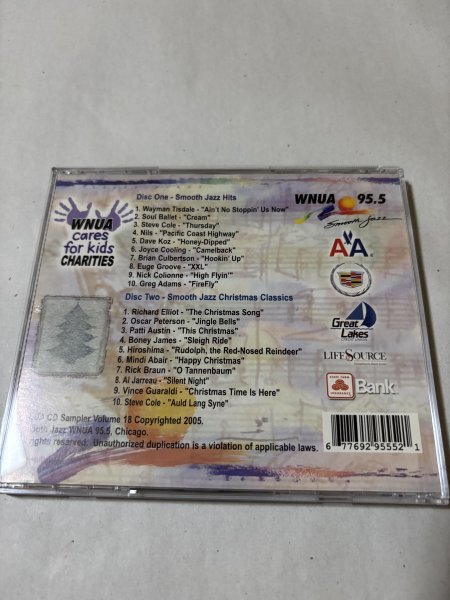 WNUA
cares
for kids
CHARITIES
Disc One - Smooth Jazz Hits
1. Wayman Tisdale - "Ain't No Stoppin' Us Now"
2. Soul Ballet - "Cream"
3. Steve Cole - "Thursday"
4. Nils - "Pacific Coast Highway"
5. Dave Koz - "Honey-Dipped"
6. Joyce Cooling - "Camelback"
7. Brian Culbertson - "Hookin' Up"
8. Euge Groove - "XXL"
9. Nick Colionne - "High Flyin'"
10. Greg Adams - "FireFly"
Disc Two - Smooth Jazz Christmas Classics
1. Richard Elliot - "The Christmas Song"
2. Oscar Peterson - "Jingle Bells"
3. Patti Austin - "This Christmas"
4. Boney James - "Sleigh Ride"
5. Hiroshima - "Rudolph, the Red-Nosed Reindeer"
6. Mindi Abair - "Happy Christmas"
7. Rick Braun - "O Tannenbaum"
8. Al Jarreau - "Silent Night"
9. Vince Guaraldi - "Christmas Time Is Here"
10. Steve Cole - "Auld Lang Syne"
CD Sampler Volume 18 Copyrighted 2005.
Jazz WNUA 95.5, Chicago.
rights reserved. Unauthorized duplication is a violation of applicable laws.
WNUA 95.5
Smooth Jazz
AA
Great
Lakes
LIFESOURCE
STATE FARM
INSURANCE
Bank
6 77692 95552 1